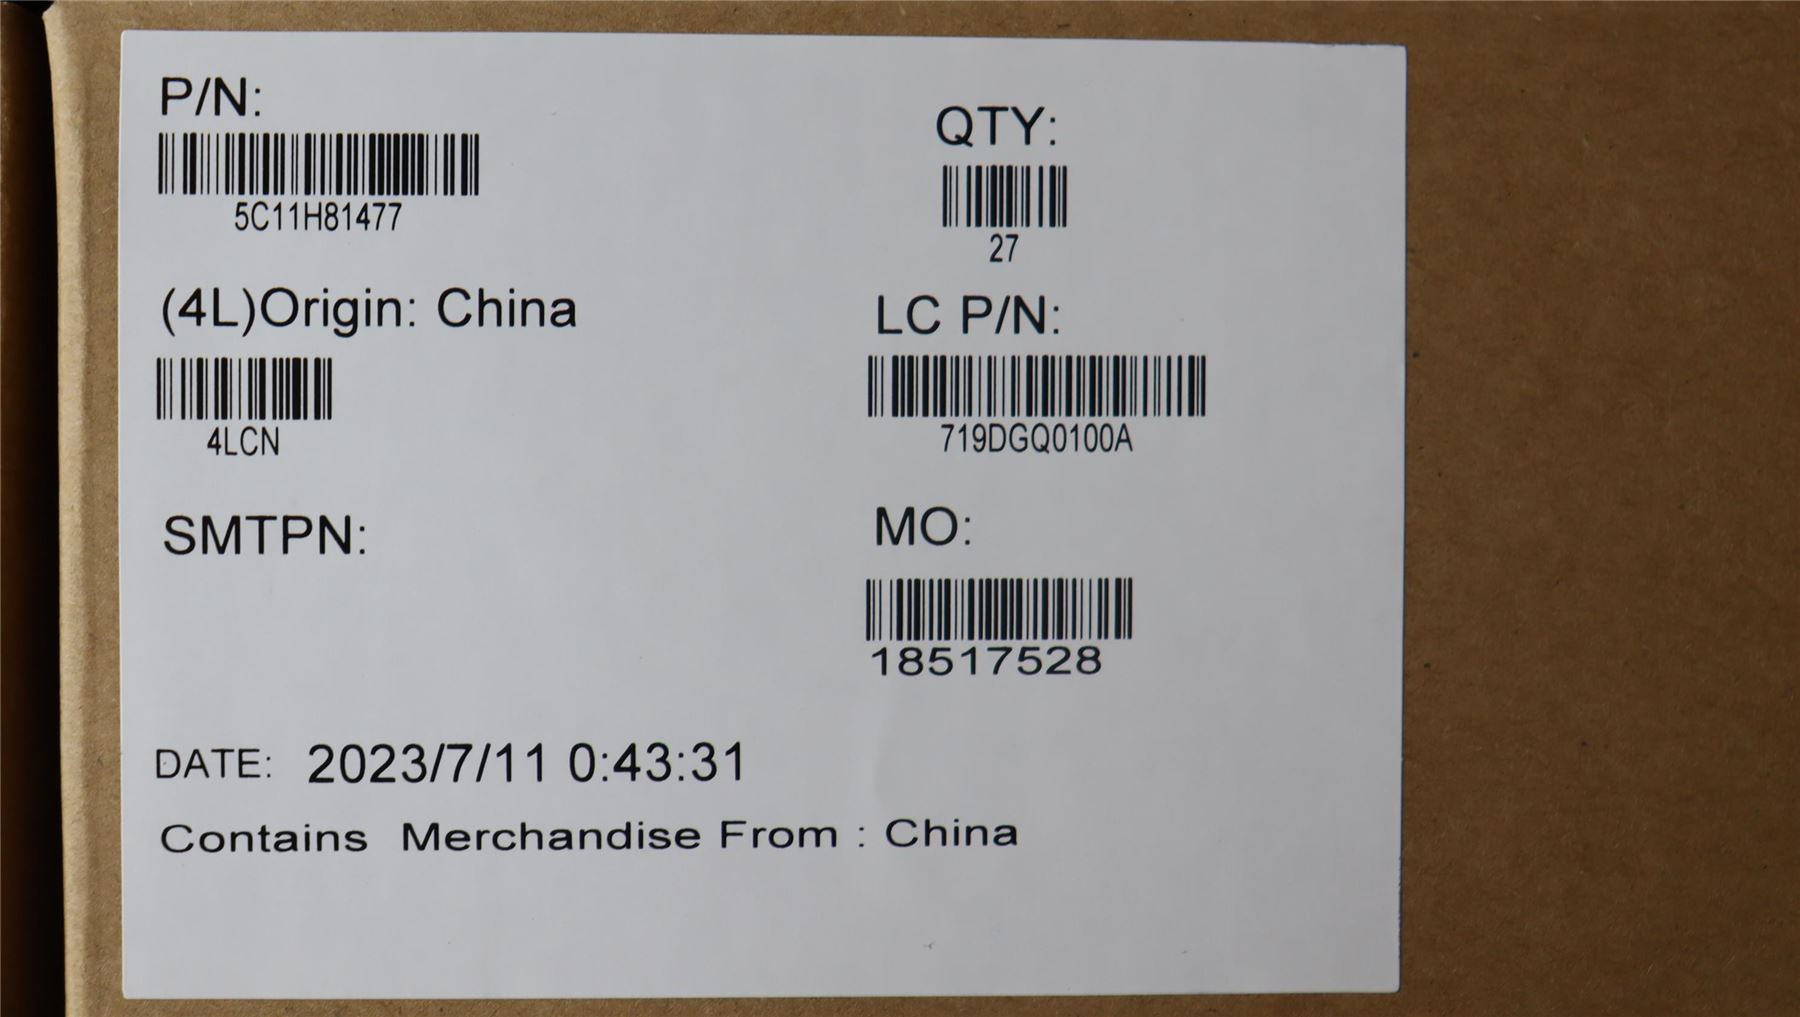 P/N:
5C11H81477
QTY:
27
(4L)Origin: China
4LCN
LC P/N:
719DGQ0100A
SMTPN:
MO:
18517528
DATE: 2023/7/11 0:43:31
Contains Merchandise From : China